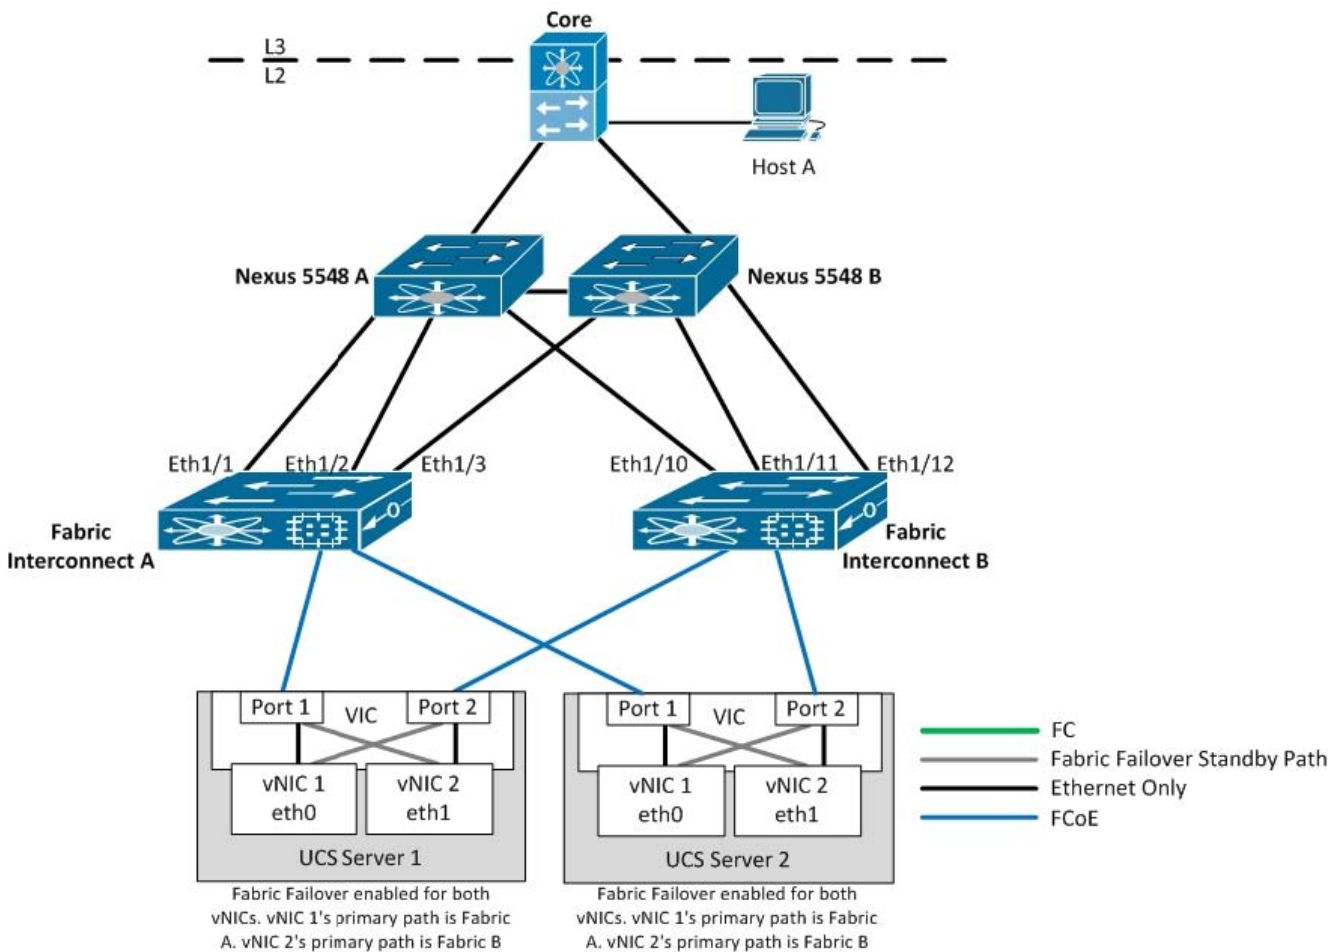 Core
L3
L2
Host A
Nexus 5548 A
Nexus 5548 B
Eth1/1
Eth1/2
Eth1/3
Eth1/10
Eth1/11
Eth1/12
Fabric
Interconnect A
Fabric
Interconnect B
Port 1
VIC
Port 2
vNIC 1
eth0
vNIC 2
eth1
UCS Server 1
Fabric Failover enabled for both
vNICs. vNIC 1's primary path is Fabric
A. vNIC 2's primary path is Fabric B
Port 1
VIC
Port 2
vNIC 1
eth0
vNIC 2
eth1
UCS Server 2
Fabric Failover enabled for both
vNICs. vNIC 1's primary path is Fabric
A. vNIC 2's primary path is Fabric B
FC
Fabric Failover Standby Path
Ethernet Only
FCoE